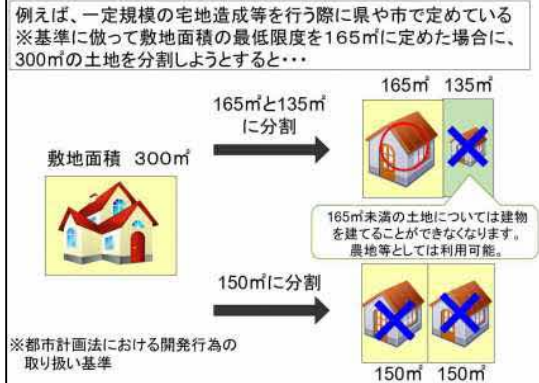 例えば、一定規模の宅地造成等を行う際に県や市で定めている
※基準に倣って敷地面積の最低限度を165㎡に定めた場合に、
300㎡の土地を分割しようとすると・・・
165㎡ 135㎡
165㎡と135㎡
に分割
敷地面積 300㎡
165㎡未満の土地については建物
を建てることができなくなります。
農地等としては利用可能。
150㎡に分割
※都市計画法における開発行為の
取り扱い基準
150㎡ 150㎡